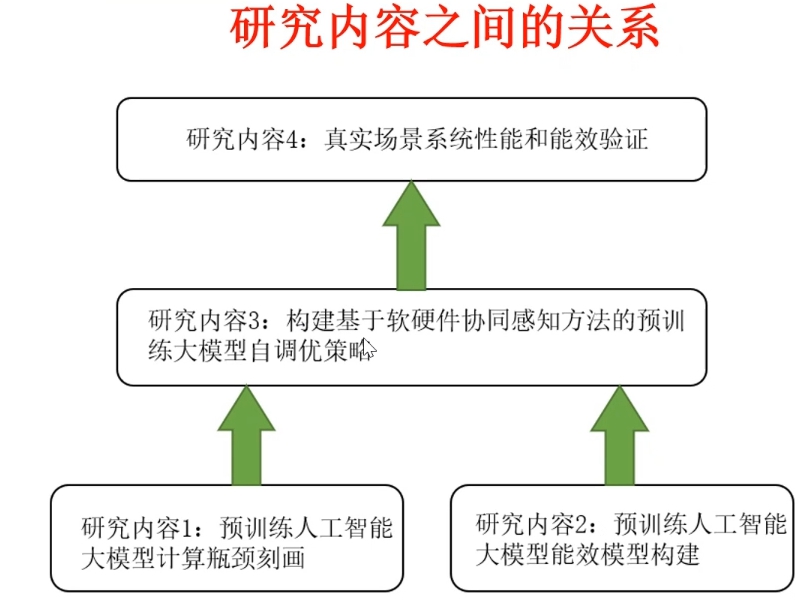 研究内容之间的关系
研究内容4：真实场景系统性能和能效验证
研究内容3：构建基于软硬件协同感知方法的预训
练大模型自调优策略
研究内容1：预训练人工智能
大模型计算瓶颈刻画
研究内容2：预训练人工智能
大模型能效模型构建